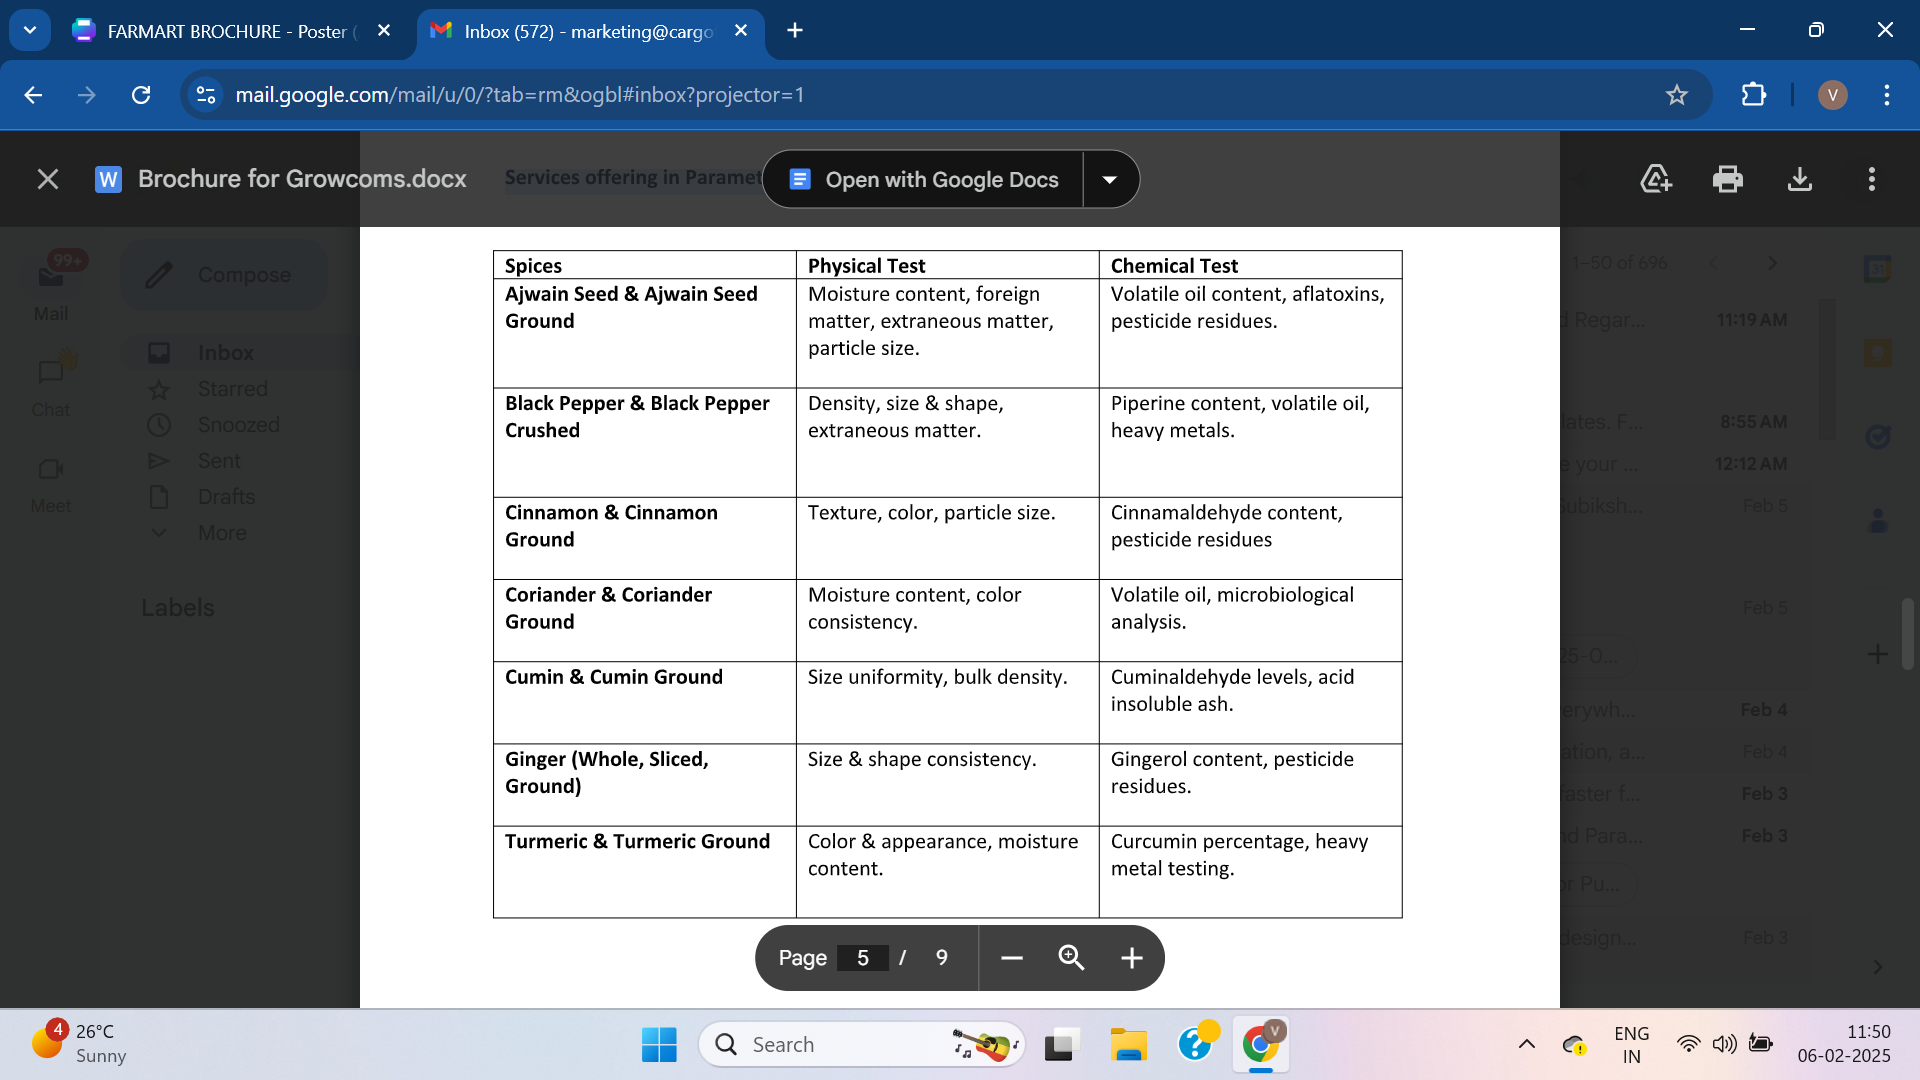 FARMART BROCHURE - Poster (
Inbox (572) - marketing@cargo
mail.google.com/mail/u/0/?tab=rm&ogbl#inbox?projector=1
V
W Brochure for Growcoms.docx
Services offering in Paramet
Open with Google Docs
99+
Mail
Chat
Meet
Compose
Inbox
Starred
Snoozed
Sent
Drafts
More
Labels
Spices Physical Test Chemical Test
Ajwain Seed & Ajwain Seed
Ground
Moisture content, foreign
matter, extraneous matter,
particle size.
Volatile oil content, aflatoxins,
pesticide residues.
Black Pepper & Black Pepper
Crushed
Density, size & shape,
extraneous matter.
Piperine content, volatile oil,
heavy metals.
Cinnamon & Cinnamon
Ground
Texture, color, particle size.
Cinnamaldehyde content,
pesticide residues
Coriander & Coriander
Ground
Moisture content, color
consistency.
Volatile oil, microbiological
analysis.
Cumin & Cumin Ground
Size uniformity, bulk density.
Cuminaldehyde levels, acid
insoluble ash.
Ginger (Whole, Sliced,
Ground)
Size & shape consistency.
Gingerol content, pesticide
residues.
Turmeric & Turmeric Ground
Color & appearance, moisture
content.
Curcumin percentage, heavy
metal testing.
1-50 of 696
Regar... 11:19 AM
lates. F... 8:55 AM
your ... 12:12 AM
Subiksh... Feb 5
Feb 5
25-0...
erywh... Feb 4
ation, a... Feb 4
aster f... Feb 3
nd Para... Feb 3
or Pu...
design... Feb 3
31
Page 5 / 9
4
26°C
Sunny
Search
V
ENG
IN
11:50
06-02-2025